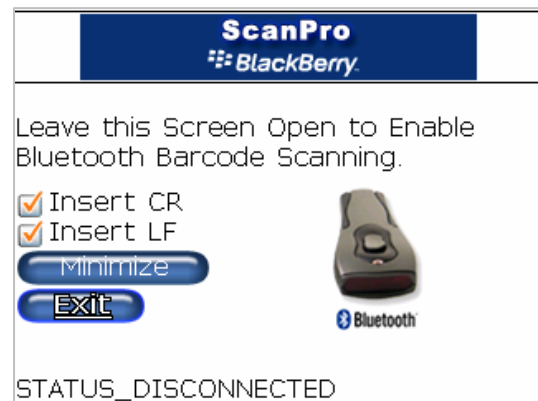 ScanPro
BlackBerry
Leave this Screen Open to Enable
Bluetooth Barcode Scanning.
Insert CR
Insert LF
Minimize
Exit
Bluetooth
STATUS_DISCONNECTED